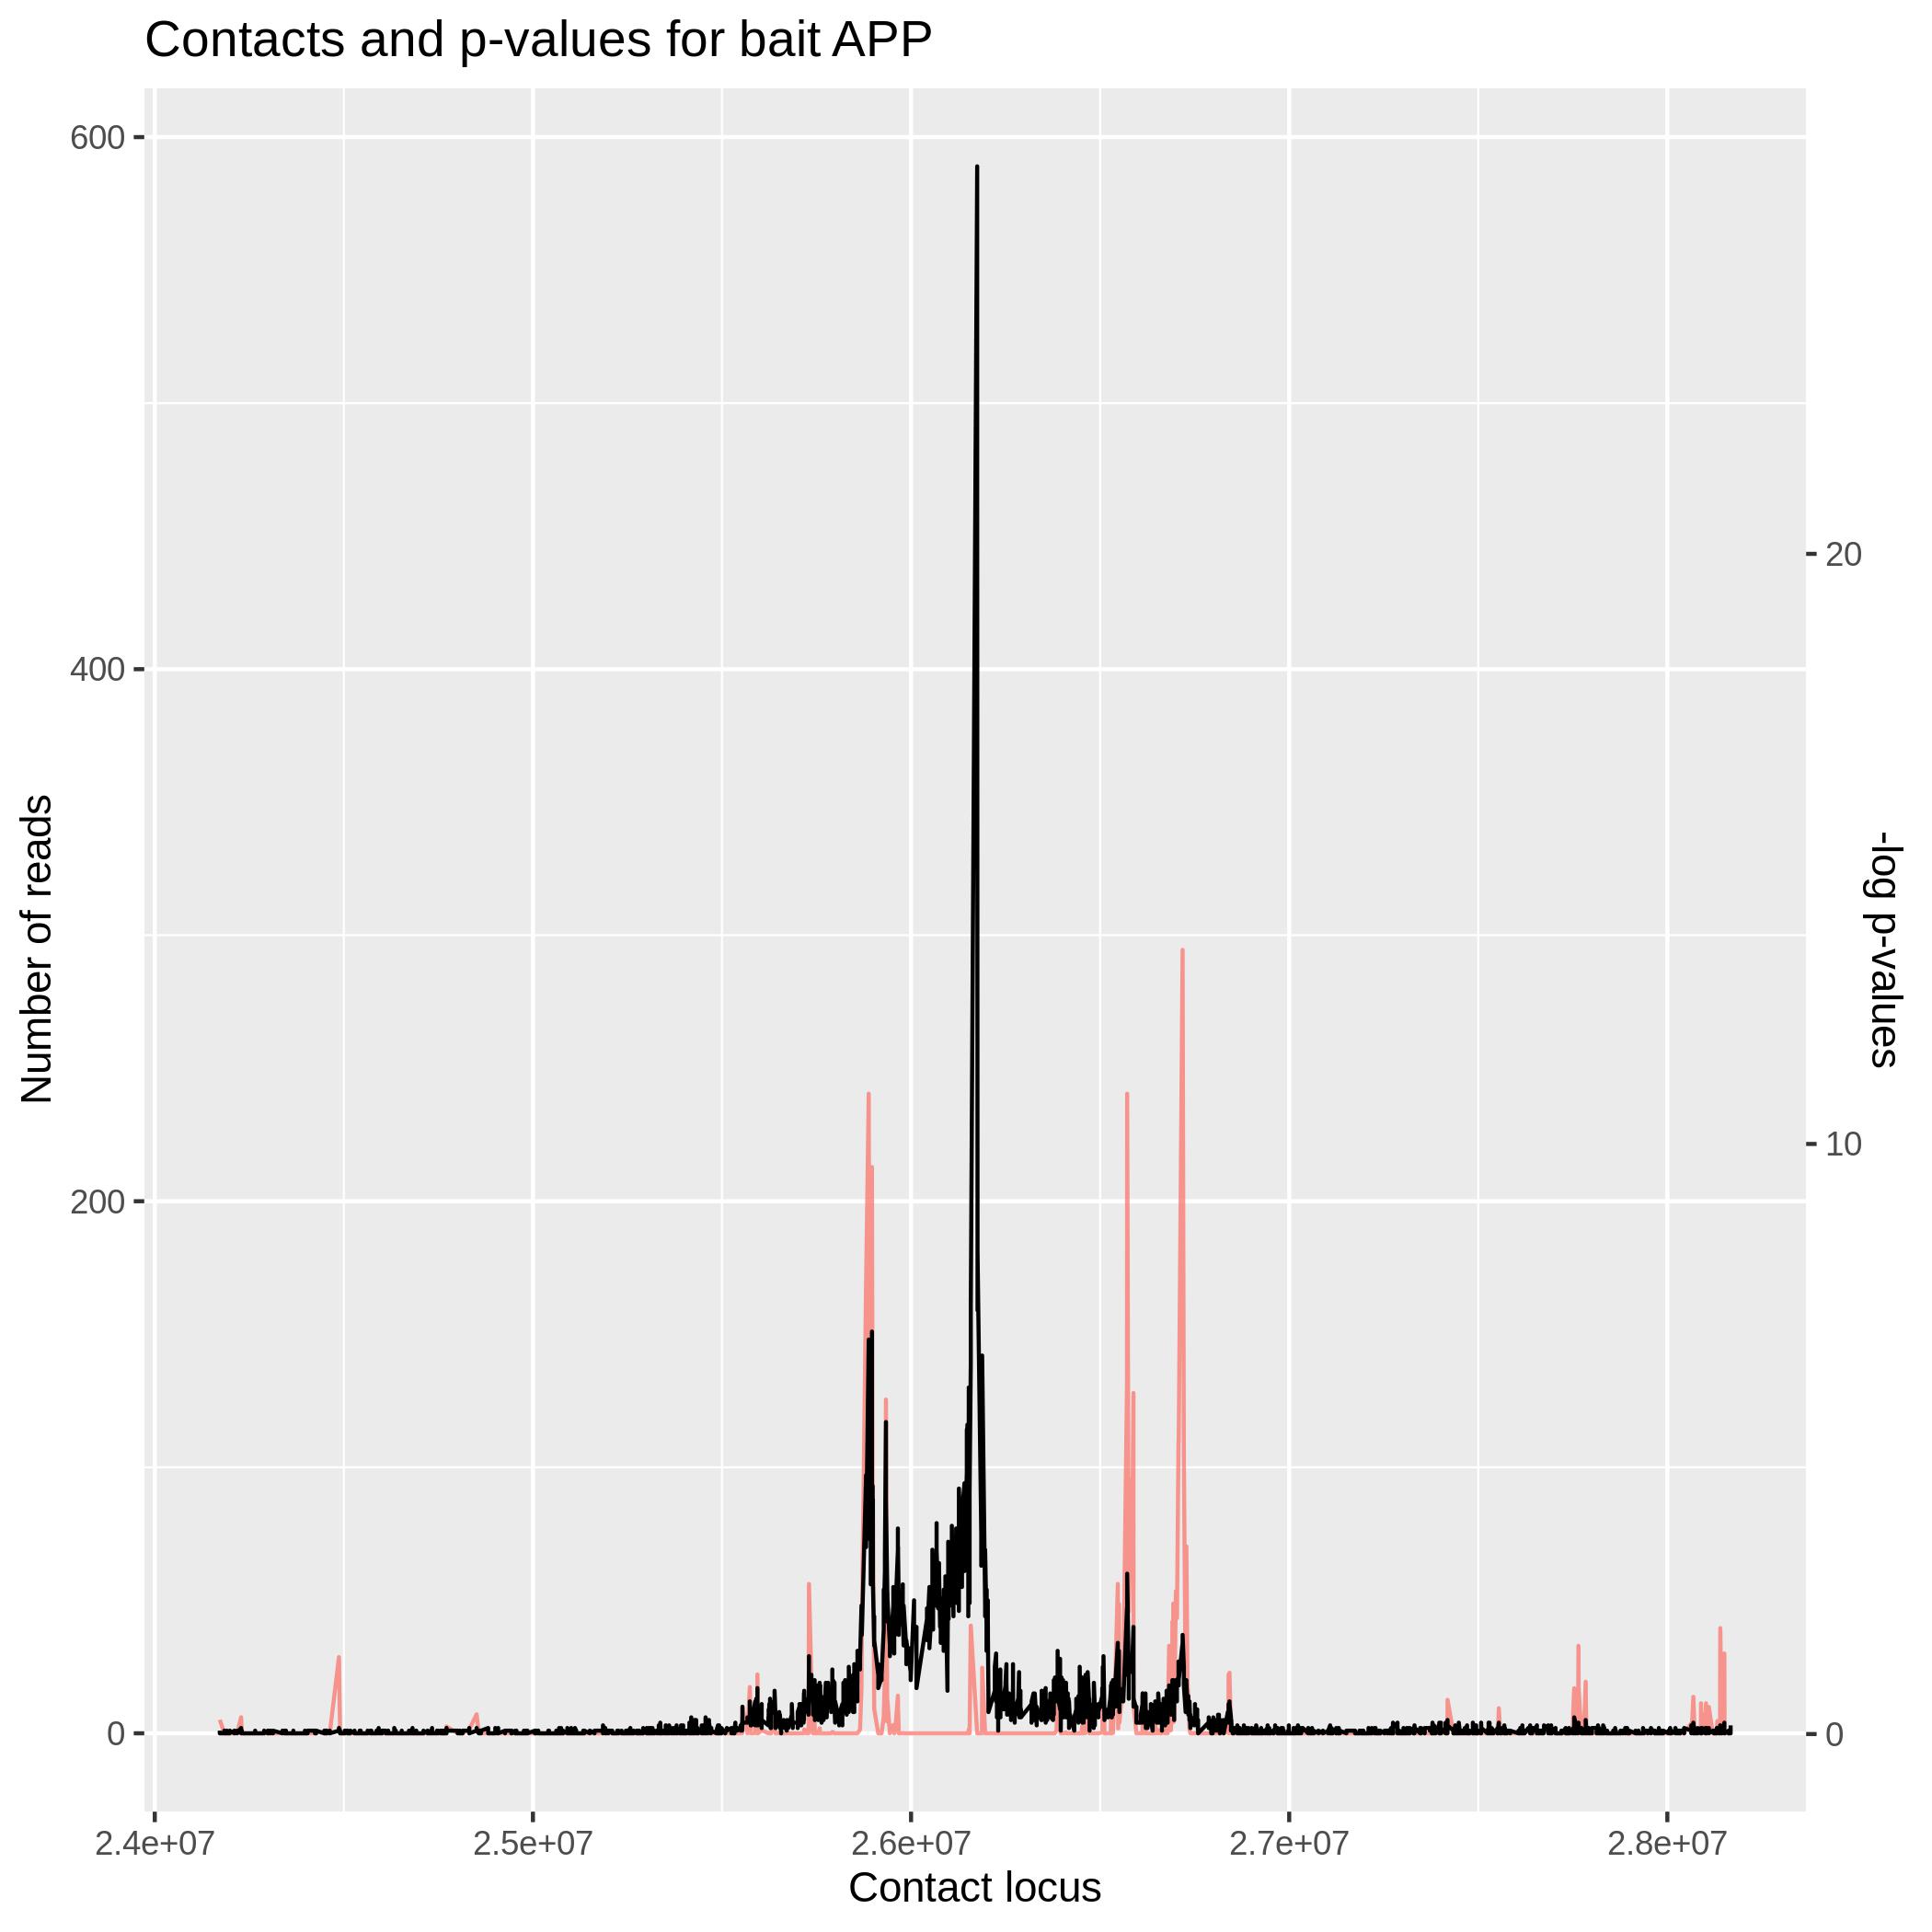 Contacts and p-values for bait APP
600
400
200
0
Number of reads
20
10
0
-log p-values
2.4e+07 2.5e+07 2.6e+07 2.7e+07 2.8e+07
Contact locus